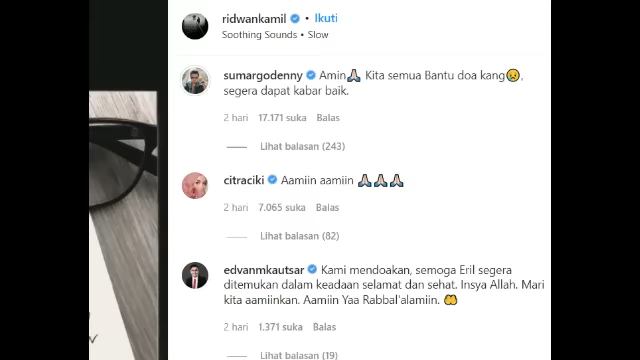 ridwankamil • Ikuti
Soothing Sounds • Slow
sumargodenny Amin🙏🏻 Kita semua Bantu doa kang😥,
segera dapat kabar baik.
2 hari 17.171 suka Balas
Lihat balasan (243)
citraciki Aamiin aamiin 🙏🏻🙏🏻🙏🏻
2 hari 7.065 suka Balas
Lihat balasan (82)
edvanmkautsar Kami mendoakan, semoga Eril segera
ditemukan dalam keadaan selamat dan sehat. Insya Allah. Mari
kita aamiinkan. Aamiin Yaa Rabbal'alamiin. 🤲
2 hari 1.371 suka Balas
Lihat balasan (19)